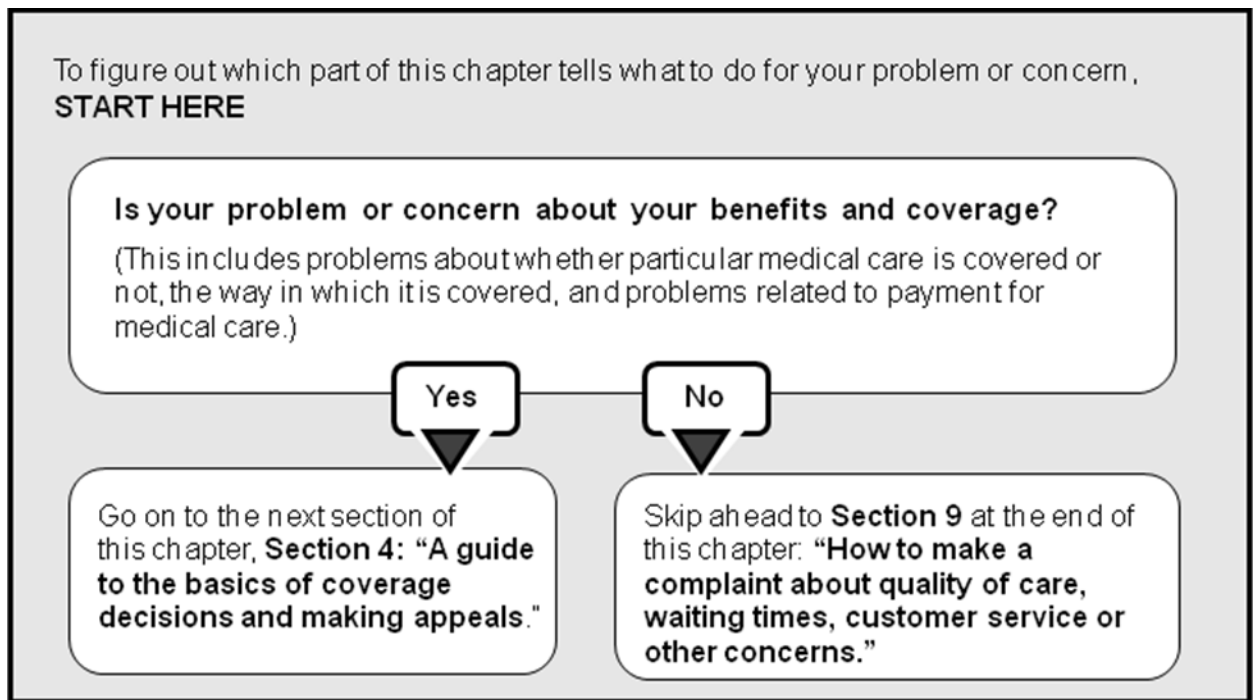 To figure out which part of this chapter tells what to do for your problem or concern,
START HERE
Is your problem or concern about your benefits and coverage?
(This includes problems about whether particular medical care is covered or
not, the way in which it is covered, and problems related to payment for
medical care.)
Yes
No
Go on to the next section of
this chapter, Section 4: “A guide
to the basics of coverage
decisions and making appeals."
Skip ahead to Section 9 at the end of
this chapter: “How to make a
complaint about quality of care,
waiting times, customer service or
other concerns.”